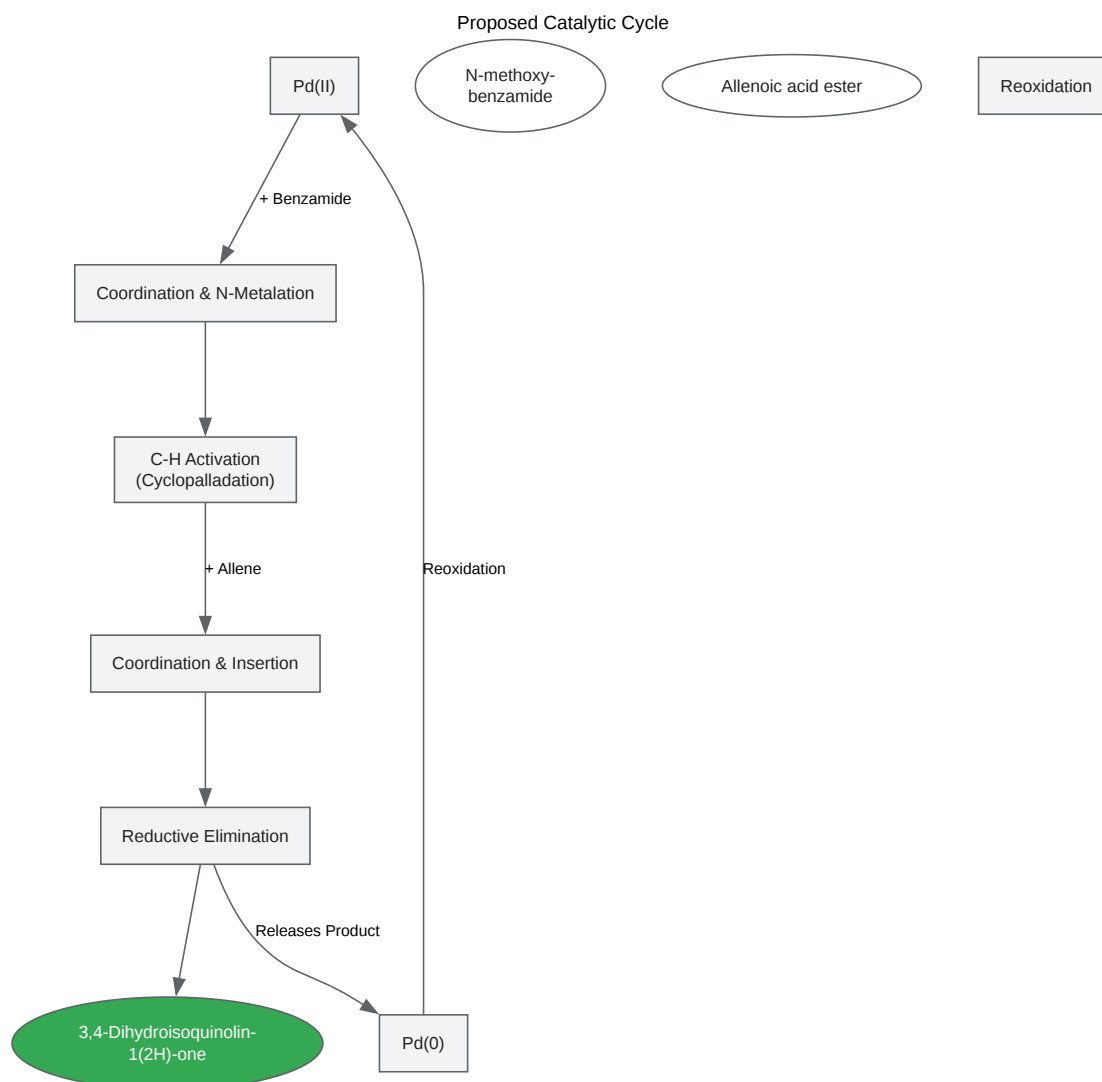 Proposed Catalytic Cycle
Pd(II)
N-methoxy-
benzamide
Allenoic acid ester
Reoxidation
+ Benzamide
Coordination & N-Metalation
C-H Activation
(Cyclopalladation)
+ Allene
Reoxidation
Coordination & Insertion
Reductive Elimination
Releases Product
3,4-Dihydroisoquinolin-
1(2H)-one
Pd(0)